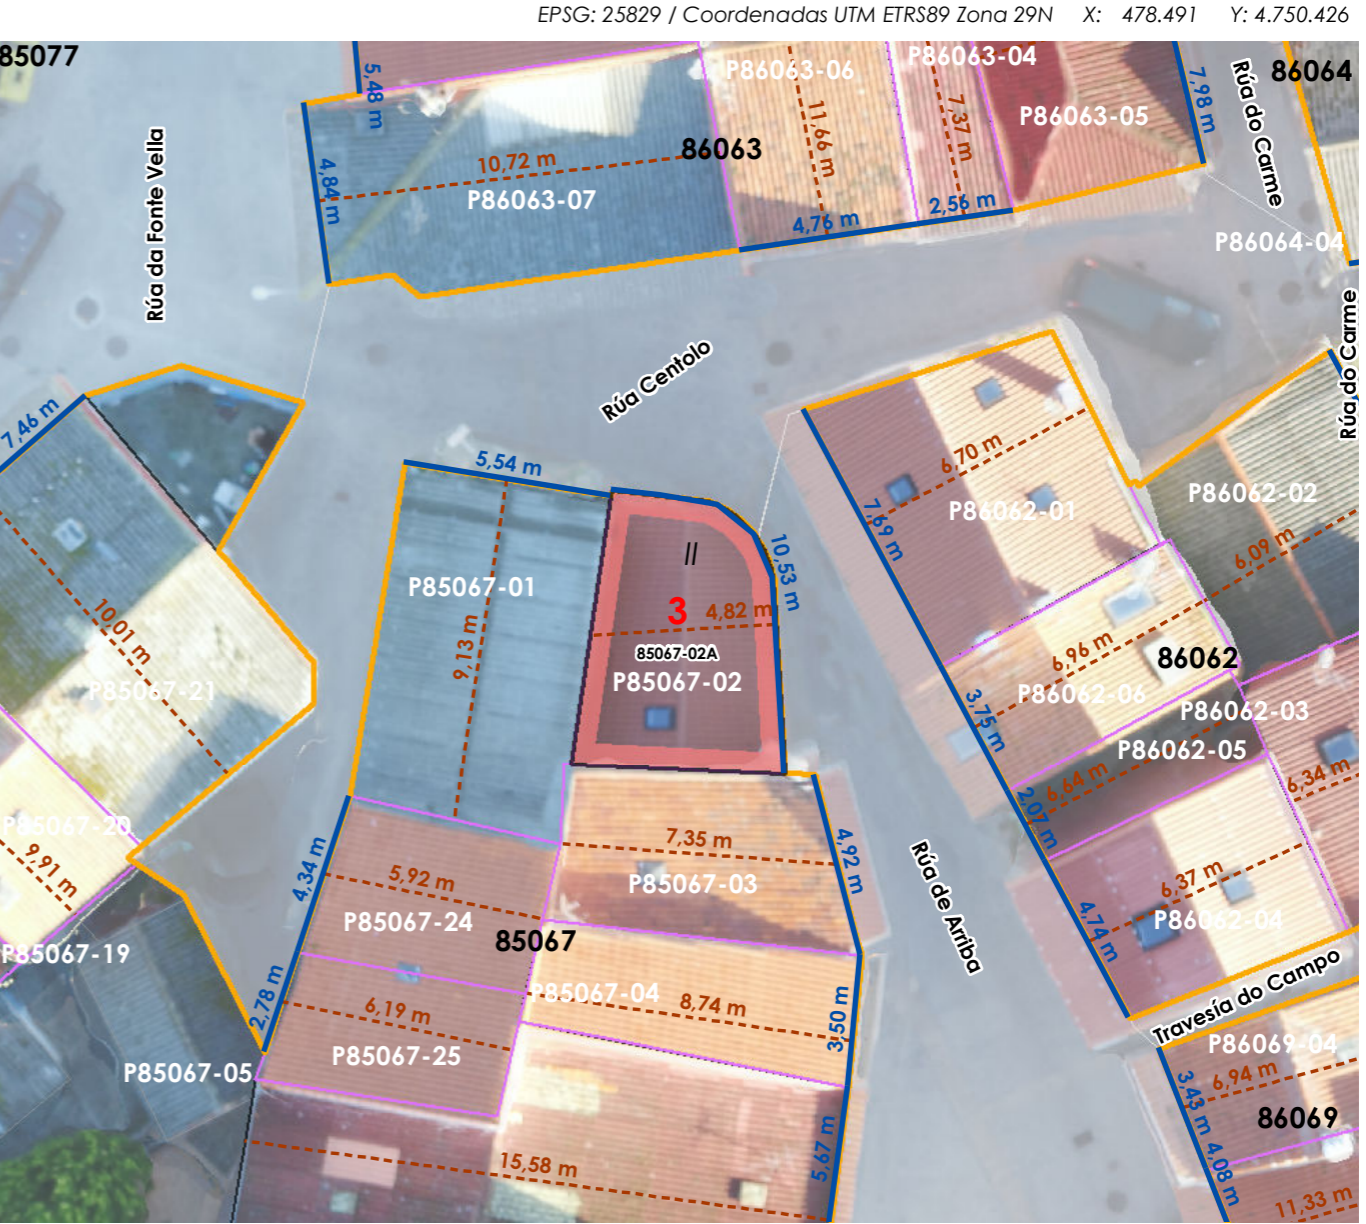 EPSG: 25829 / Coordenadas UTM ETRS89 Zona 29N X: 478.491 Y: 4.750.426
85077
5,48 m
P86063-06
P86063-04
7,98 m
Rúa do Carme
86064
Rúa da Fonte Vella
4,84 m
10,72 m
P86063-07
86063
11,66 m
7,37 m
P86063-05
4,76 m
2,56 m
P86064-04
Rúa do Carme
Rúa Centolo
7,46 m
5,54 m
6,70 m
P86062-01
P86062-02
7,69 m
6,09 m
P85067-01
II
10,53 m
3
4,82 m
85067-02A
P85067-02
9,13 m
10,01 m
P85067-21
6,96 m
86062
P86062-06
P86062-03
3,75 m
P86062-05
6,64 m
2,07 m
6,34 m
P85067-20
9,91 m
7,35 m
P85067-03
4,92 m
Rúa de Arriba
4,34 m
5,92 m
P85067-24
6,37 m
P86062-04
4,74 m
85067
P85067-19
P85067-04
8,74 m
3,50 m
2,78 m
6,19 m
P85067-25
Travesía do Campo
P85067-05
P86069-04
6,94 m
3,43 m
86069
15,58 m
5,67 m
4,08 m
11,33 m